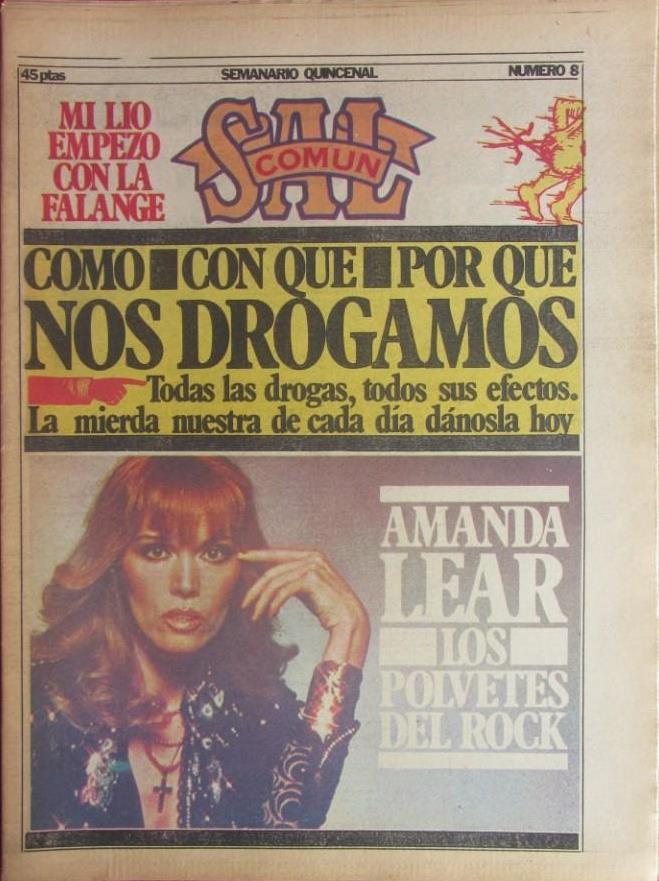 45 ptas
SEMANARIO QUINCENAL
NUMERO 8
MI LIO
EMPEZO
CON LA
FALANGE
SAL
COMUN
COMO CON QUE POR QUE
NOS DROGAMOS
Todas las drogas, todos sus efectos.
La mierda nuestra de cada día dánosla hoy
AMANDA
LEAR
LOS
POLVETES
DEL ROCK